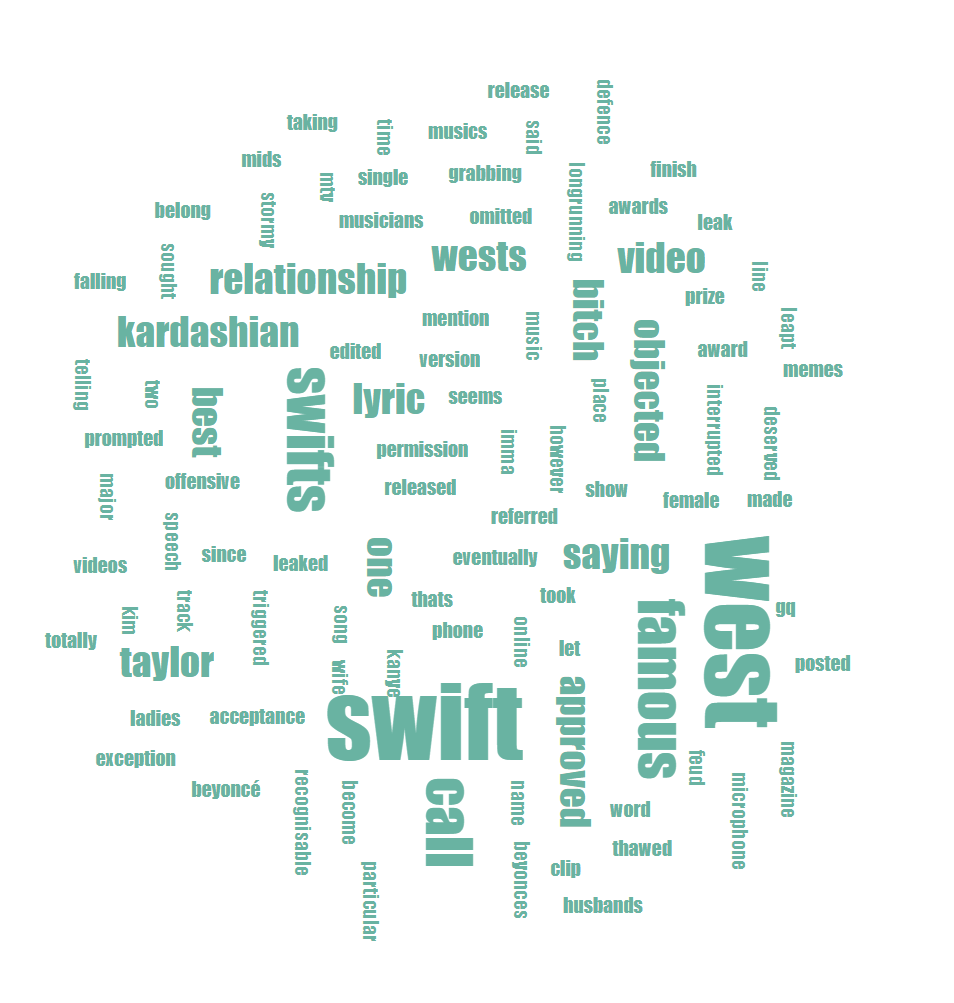 release
defence
taking
time
musics
said
mids
mtv
single
grabbing
longrunning
finish
belong
stormy
musicians
omitted
awards
leak
sought
falling
relationship
wests
video
line
bitch
prize
leapt
kardashian
mention
music
objected
edited
version
award
memes
telling
two
best
swifts
lyric
seems
place
interrupted
deserved
prompted
permission
imma
however
major
offensive
released
show
female
made
speech
referred
videos
since
leaked
one
eventually
saying
west
kim
track
triggered
song
thats
took
famous
gq
totally
taylor
wife
kanye
phone
online
let
approved
posted
ladies
acceptance
swift
exception
beyoncé
recognisable
become
call
name
word
feud
microphone
magazine
particular
beyonces
clip
thawed
husbands